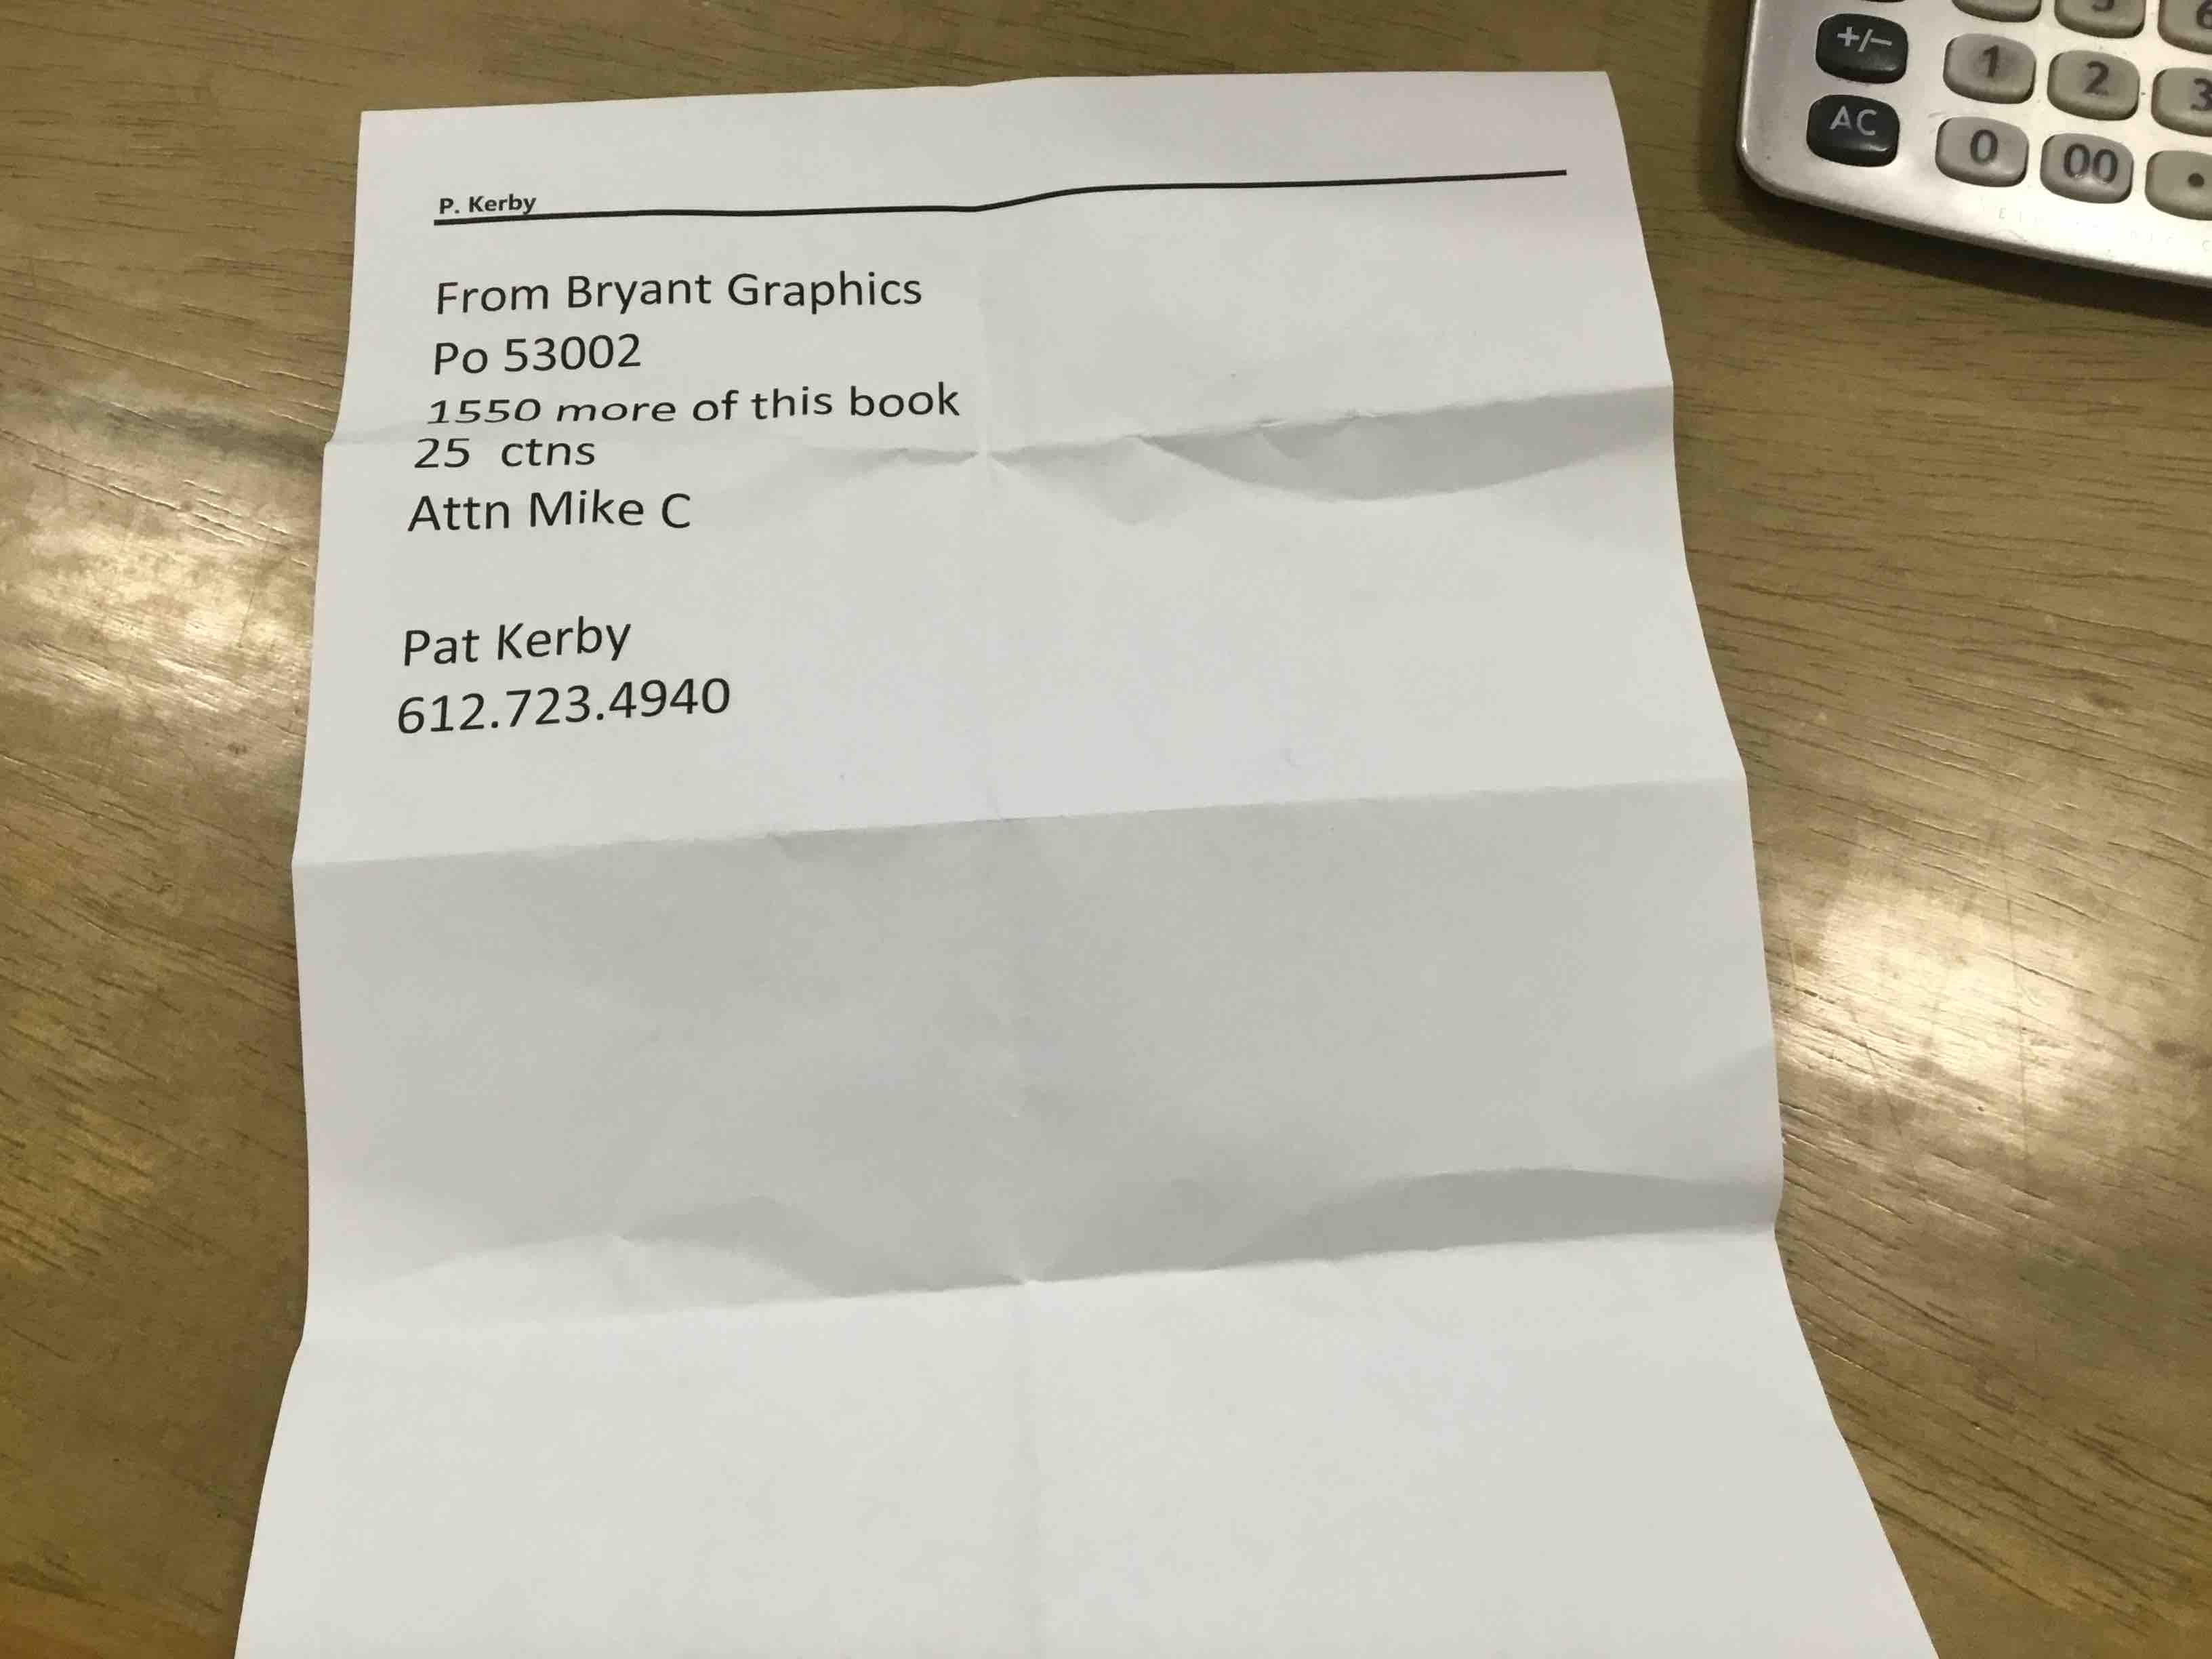 P. Kerby
From Bryant Graphics
Po 53002
1550 more of this book
25 ctns
Attn Mike C
Pat Kerby
612.723.4940
+/−
1 2 3
AC
0 00 •